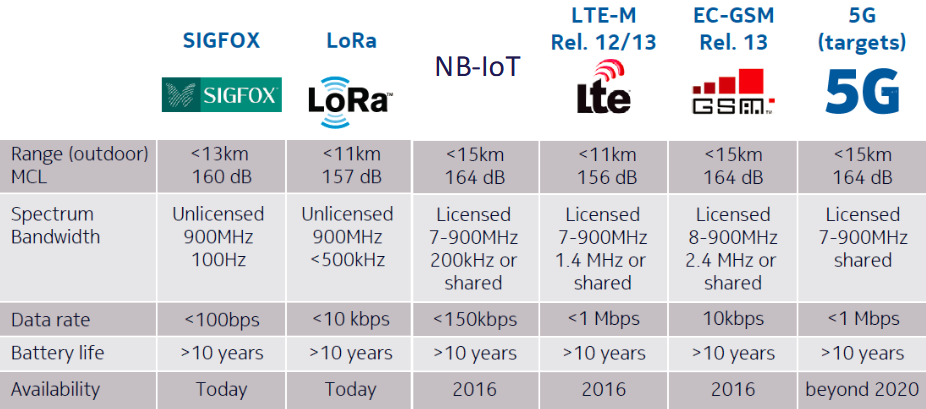 SIGFOX
LoRa
NB-IoT
LTE-M
Rel. 12/13
EC-GSM
Rel. 13
5G
(targets)
SIGFOX
LoRa™
lte™
GSM™
5G
Range (outdoor) <13km <11km <15km <11km <15km <15km
MCL 160 dB 157 dB 164 dB 156 dB 164 dB 164 dB
Spectrum Unlicensed Unlicensed Licensed Licensed Licensed Licensed
Bandwidth 900MHz 900MHz 7-900MHz 7-900MHz 8-900MHz 7-900MHz
100Hz <500kHz 200kHz or 1.4 MHz or 2.4 MHz or shared
shared shared shared
Data rate <100bps <10 kbps <150kbps <1 Mbps 10kbps <1 Mbps
Battery life >10 years >10 years >10 years >10 years >10 years >10 years
Availability Today Today 2016 2016 2016 beyond 2020